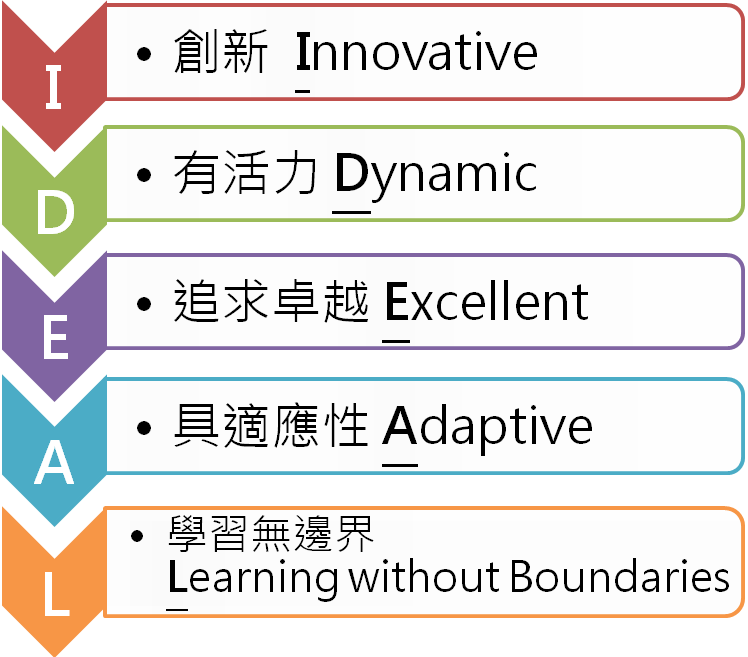 I
• 創新 Innovative
D
• 有活力 Dynamic
E
• 追求卓越 Excellent
A
• 具適應性 Adaptive
L
• 學習無邊界
Learning without Boundaries